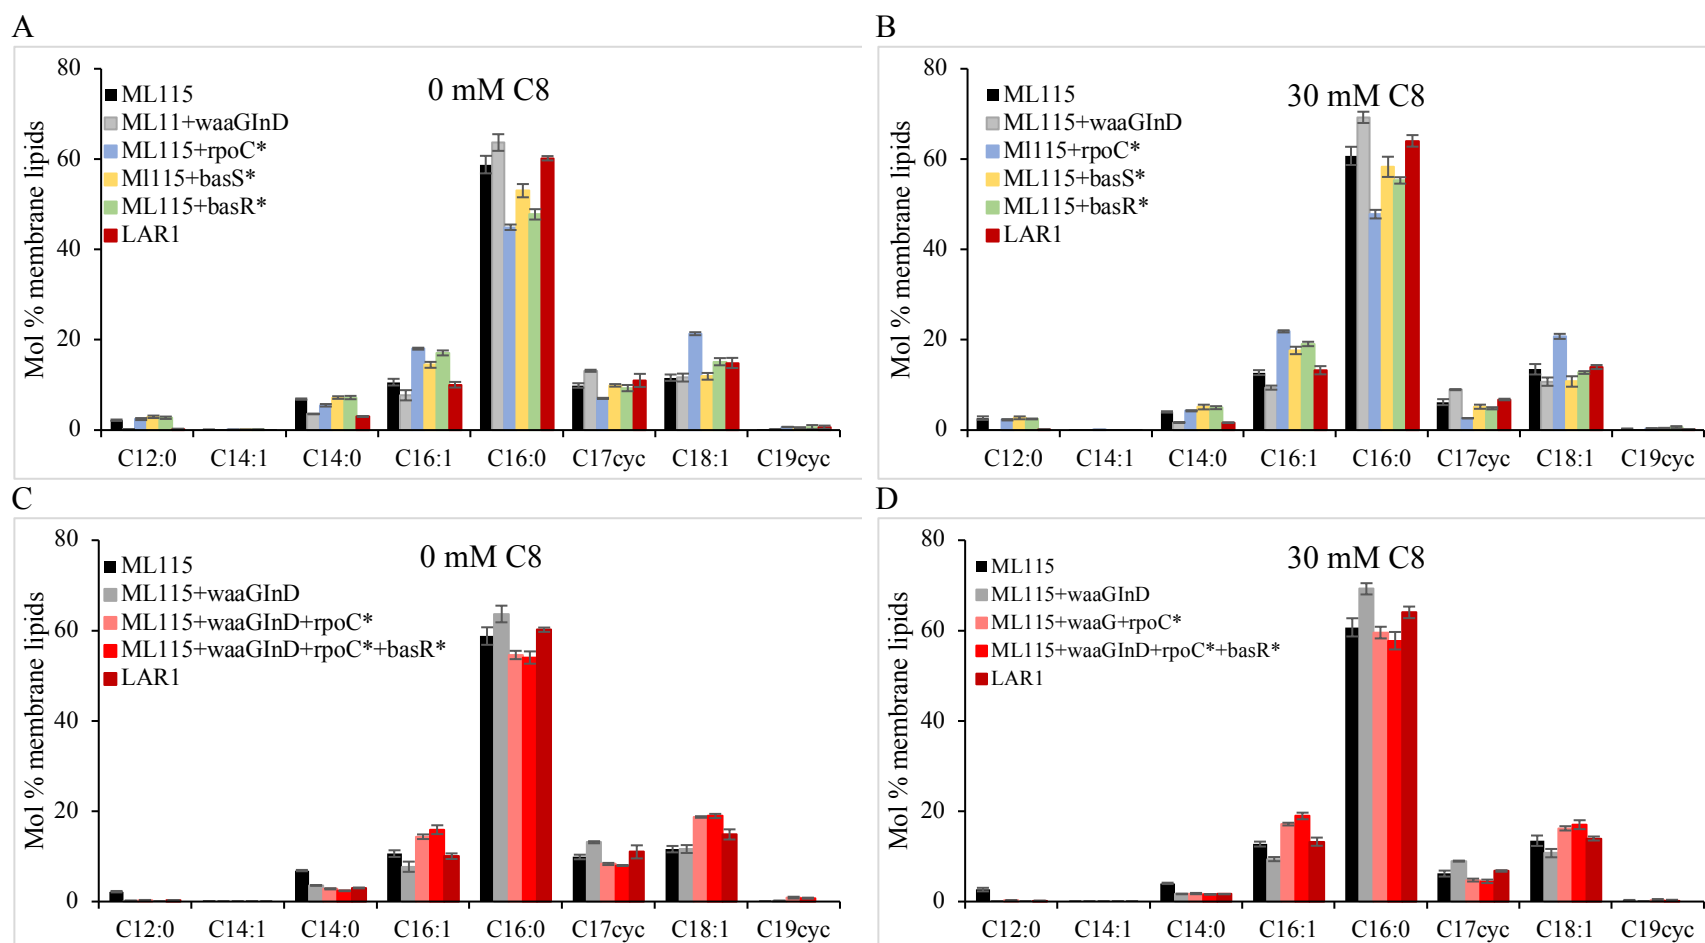 A
0 mM C8
Mol % membrane lipids
80
60
40
20
0
ML115
ML11+waaGInD
ML115+rpoC*
Ml115+basS*
ML115+basR*
LAR1
C12:0 C14:1 C14:0 C16:1 C16:0 C17cyc C18:1 C19cyc
B
30 mM C8
Mol % membrane lipids
80
60
40
20
0
ML115
ML115+waaGInD
Ml115+rpoC*
Ml115+basS*
ML115+basR*
LAR1
C12:0 C14:1 C14:0 C16:1 C16:0 C17cyc C18:1 C19cyc
C
0 mM C8
Mol % membrane lipids
80
60
40
20
0
ML115
ML115+waaGInD
ML115+waaGInD+rpoC*
ML115+waaGInD+rpoC*+basR*
LAR1
C12:0 C14:1 C14:0 C16:1 C16:0 C17cyc C18:1 C19cyc
D
30 mM C8
Mol % membrane lipids
80
60
40
20
0
ML115
ML115+waaGInD
ML115+waaG+rpoC*
ML115+waaGInD+rpoC*+basR*
LAR1
C12:0 C14:1 C14:0 C16:1 C16:0 C17cyc C18:1 C19cyc